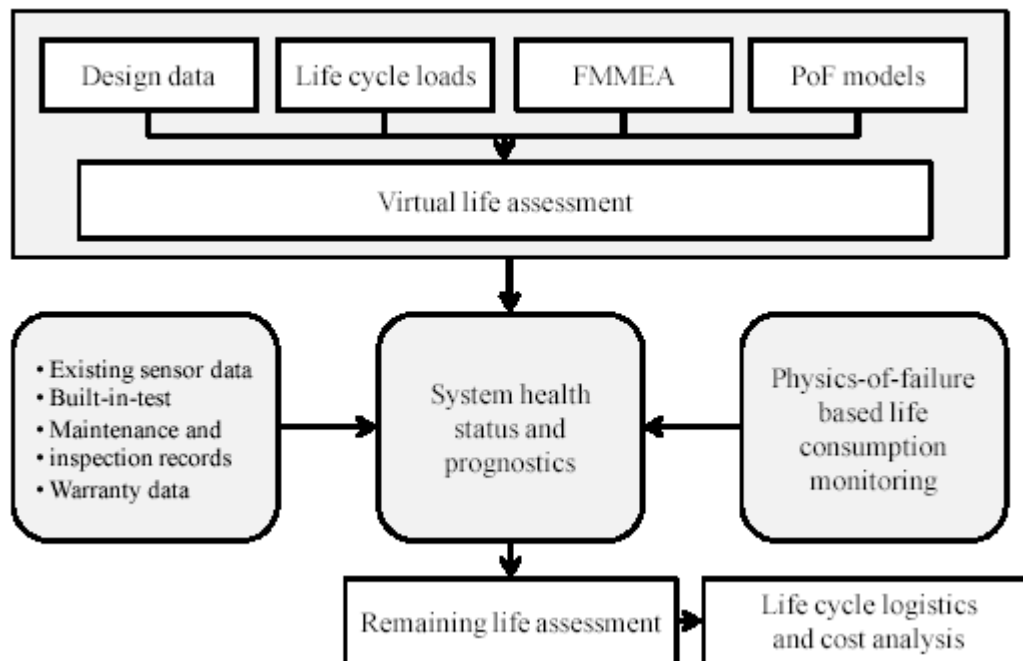 Design data
Life cycle loads
FMMEA
PoF models
Virtual life assessment
• Existing sensor data
• Built-in-test
• Maintenance and
• inspection records
• Warranty data
System health
status and
prognostics
Physics-of-failure
based life
consumption
monitoring
Remaining life assessment
Life cycle logistics
and cost analysis